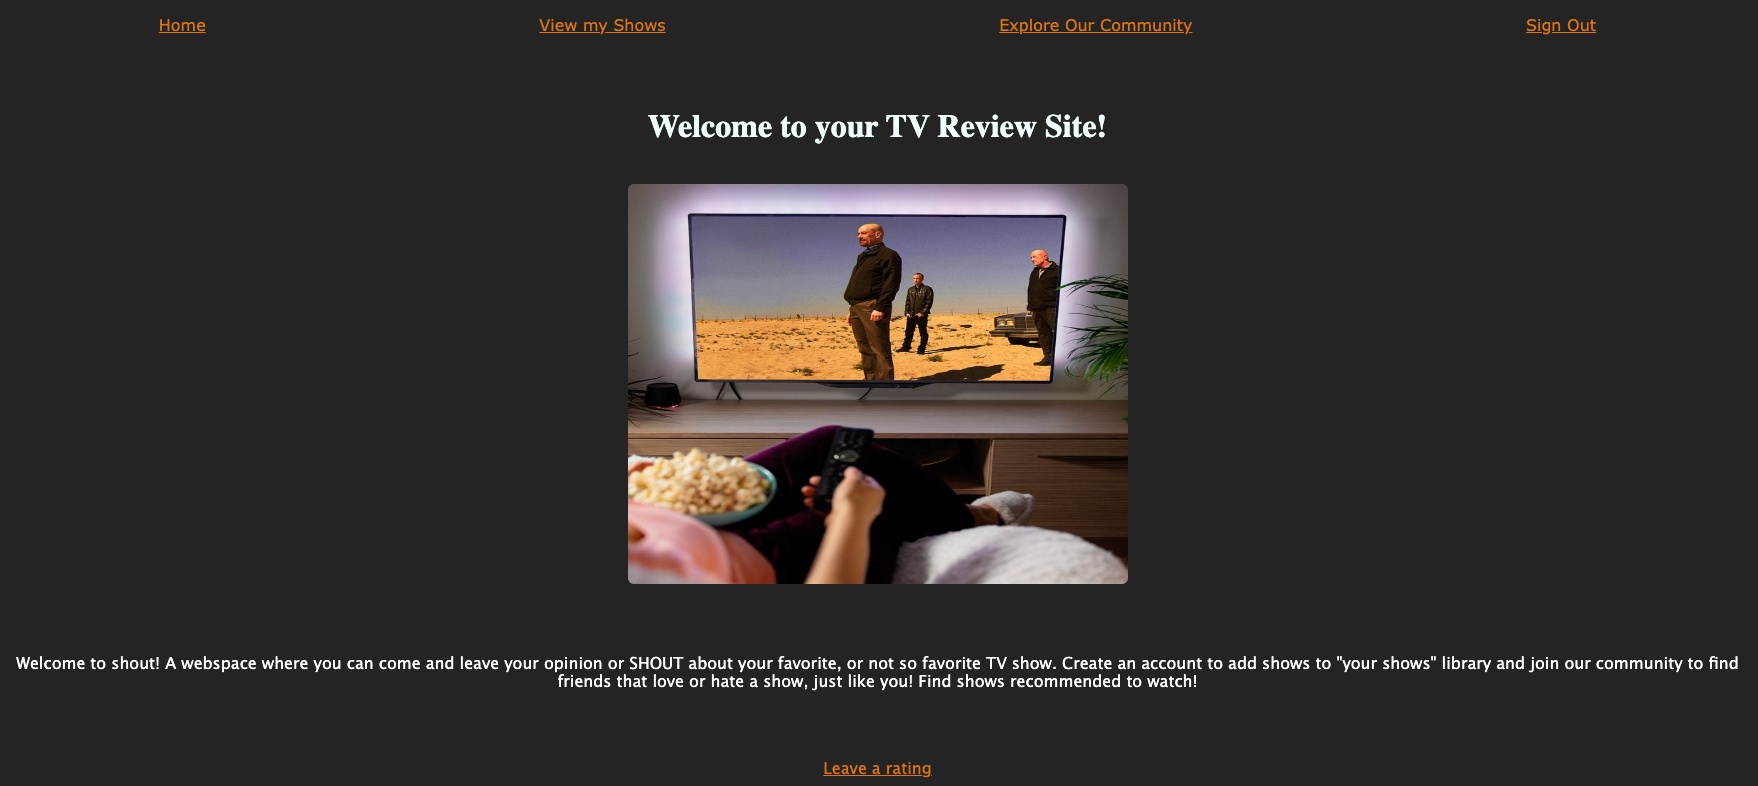 Home View my Shows Explore Our Community Sign Out
Welcome to your TV Review Site!
Welcome to shout! A webspace where you can come and leave your opinion or SHOUT about your favorite, or not so favorite TV show. Create an account to add shows to "your shows" library and join our community to find
friends that love or hate a show, just like you! Find shows recommended to watch!
Leave a rating